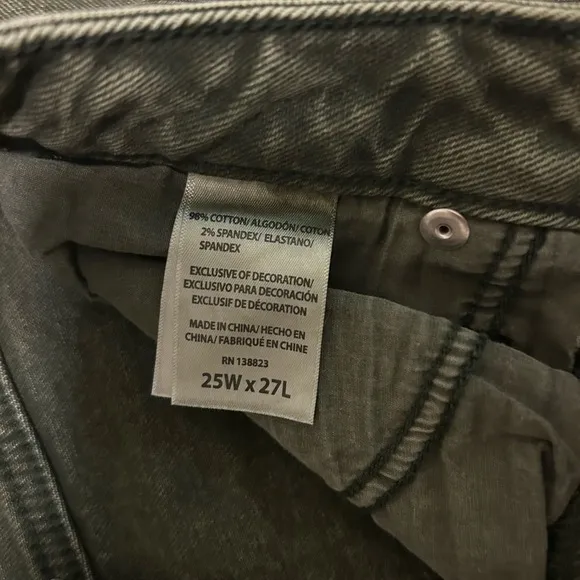 98% COTTON/ ALGODÓN/ COTON
2% SPANDEX/ ELASTANO/
SPANDEX
EXCLUSIVE OF DECORATION/
EXCLUSIVO PARA DECORACIÓN
EXCLUSIF DE DÉCORATION
MADE IN CHINA/ HECHO EN
CHINA/ FABRIQUÉ EN CHINE
RN 138823
25W x 27L